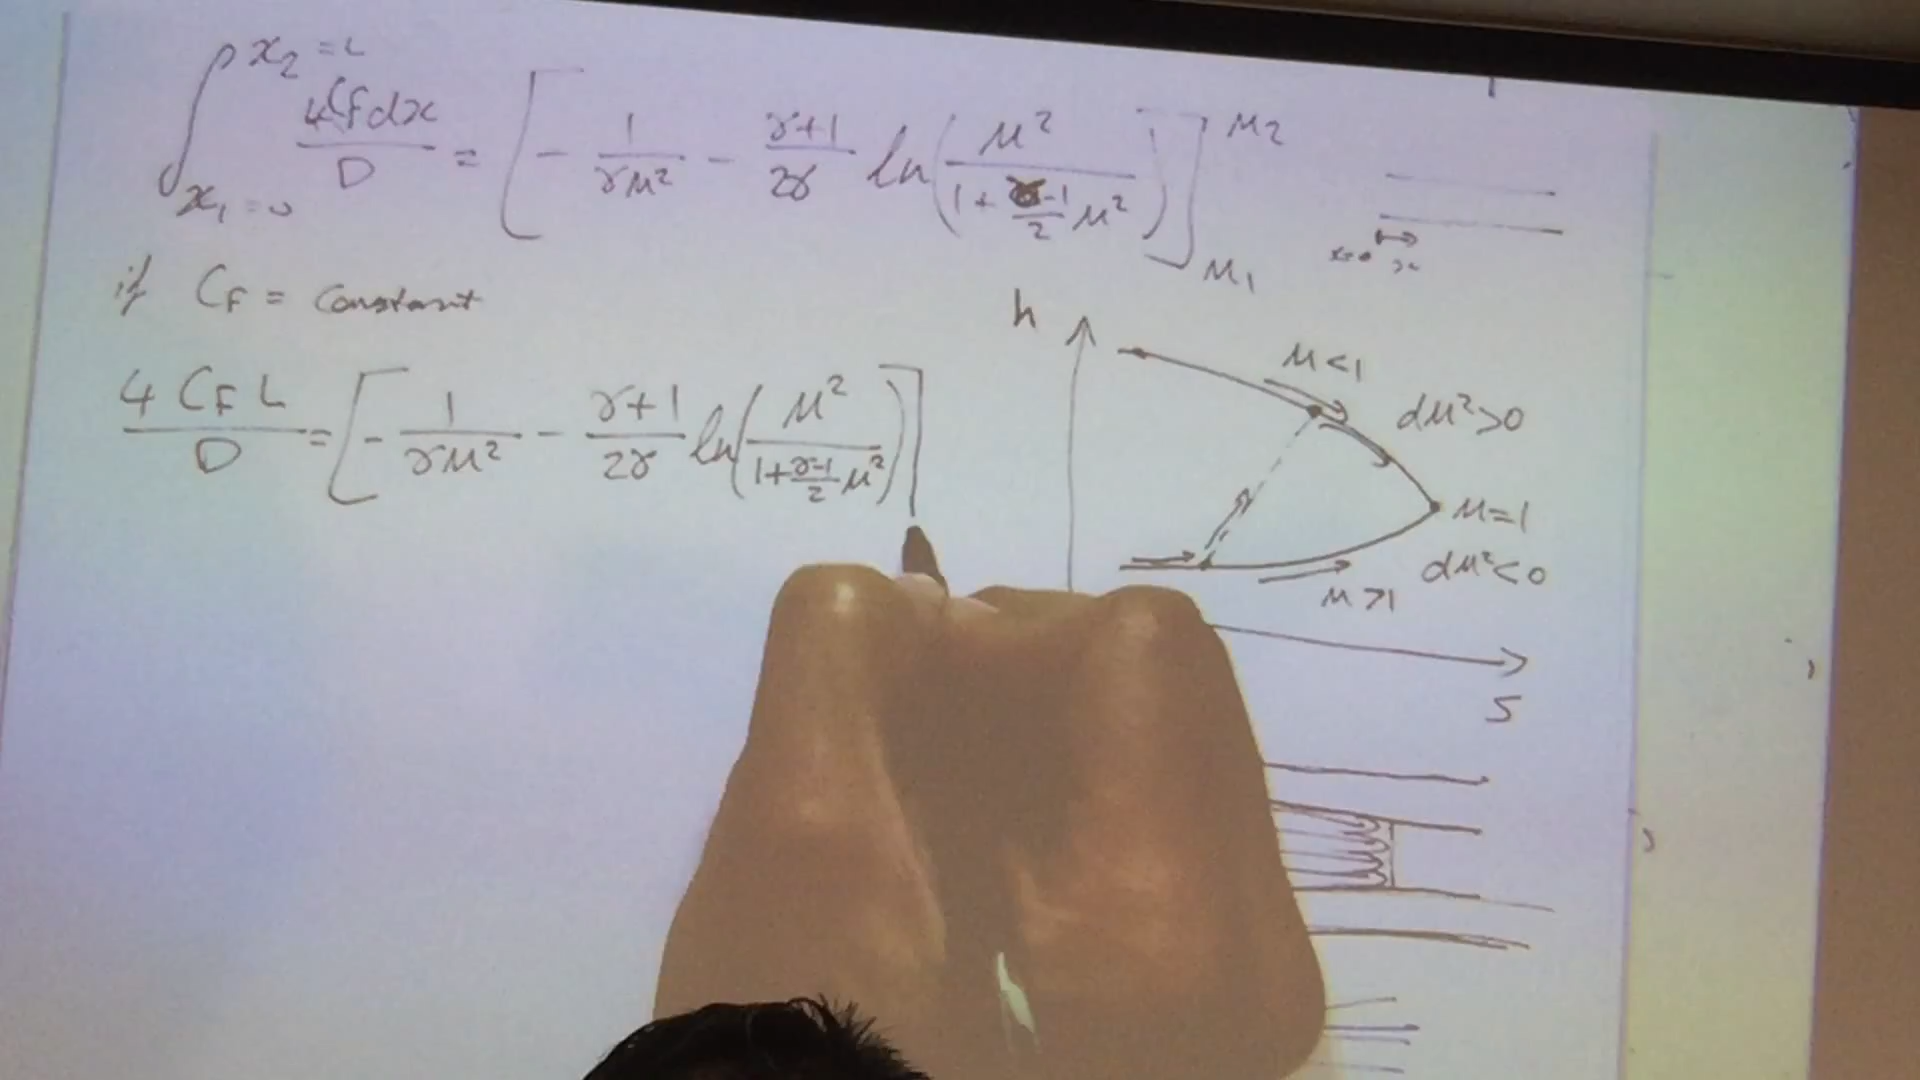 ∫_{x₁=0}^{x₂=L} 4Cf dx / D = [ - 1/(γM²) - (γ+1)/(2γ) ln( M² / (1 + (γ-1)/2 M²) ) ]_{M₁}^{M₂}
x=0 x
if Cf = constant
4 Cf L / D = [ - 1/(γM²) - (γ+1)/(2γ) ln( M² / (1 + (γ-1)/2 M²) ) ]
h
M<1
dM²>0
M=1
dM²<0
M>1
S